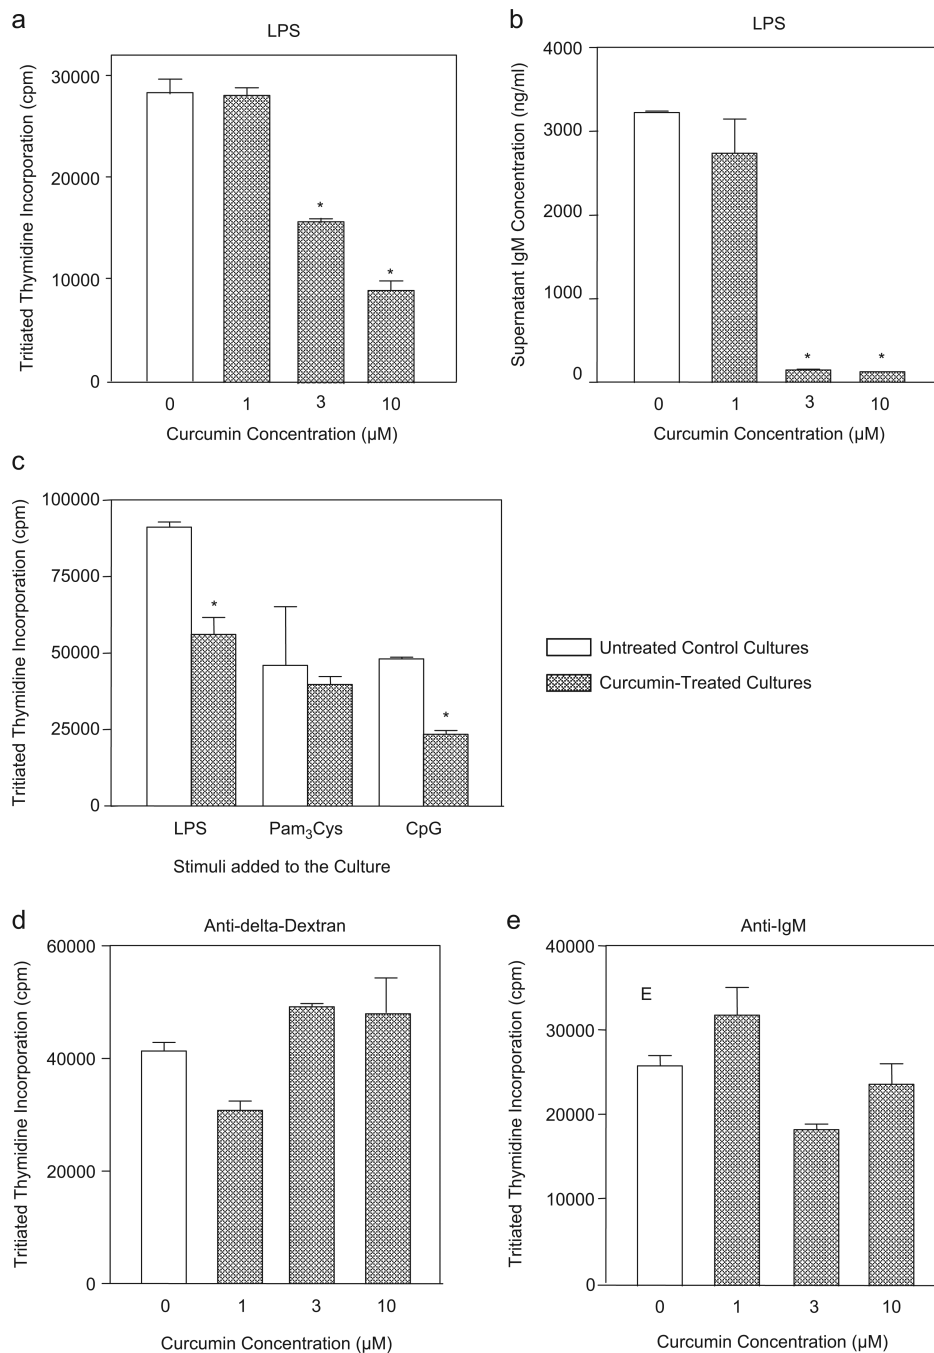 a
LPS
Tritiated Thymidine Incorporation (cpm)
30000
20000
10000
0
*
*
0 1 3 10
Curcumin Concentration (µM)
b
LPS
Supernatant IgM Concentration (ng/ml)
4000
3000
2000
1000
0
* *
0 1 3 10
Curcumin Concentration (µM)
c
Tritiated Thymidine Incorporation (cpm)
100000
75000
50000
25000
0
*
*
LPS Pam3Cys CpG
Stimuli added to the Culture
Untreated Control Cultures
Curcumin-Treated Cultures
d
Anti-delta-Dextran
Tritiated Thymidine Incorporation (cpm)
60000
40000
20000
0
0 1 3 10
Curcumin Concentration (µM)
e
Anti-IgM
Tritiated Thymidine Incorporation (cpm)
40000
30000
20000
10000
0
E
0 1 3 10
Curcumin Concentration (µM)